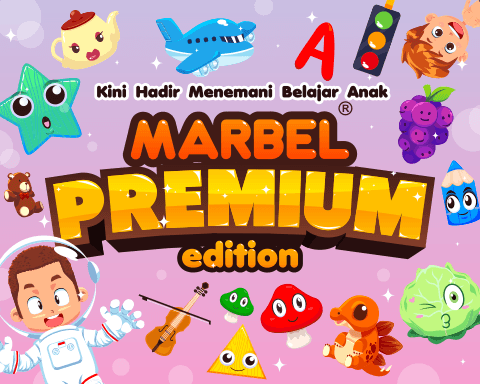 A
Kini Hadir Menemani Belajar Anak
MARBEL®
PREMIUM
edition